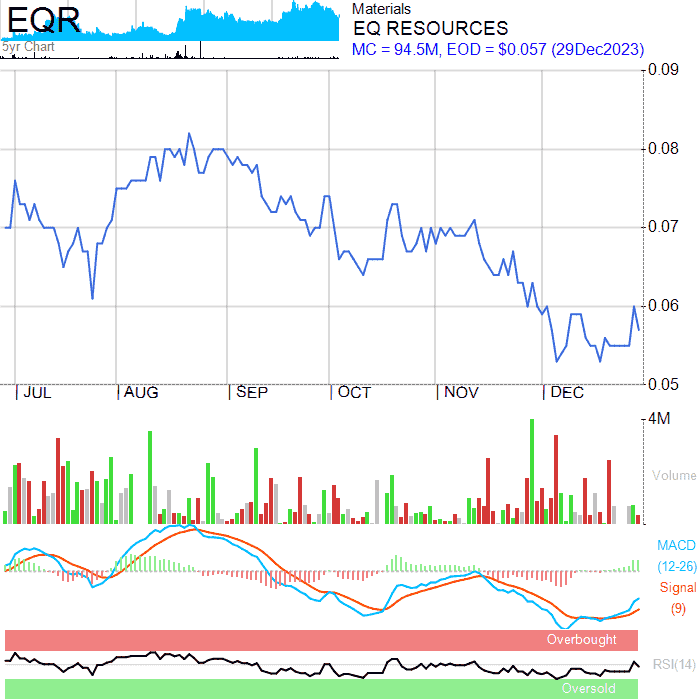 EQR
5yr Chart
Materials
EQ RESOURCES
MC = 94.5M, EOD = $0.057 (29Dec2023)
0.09
0.08
0.07
0.06
0.05
JUL AUG SEP OCT NOV DEC
4M
Volume
MACD
(12-26)
Signal
(9)
Overbought
RSI(14)
Oversold